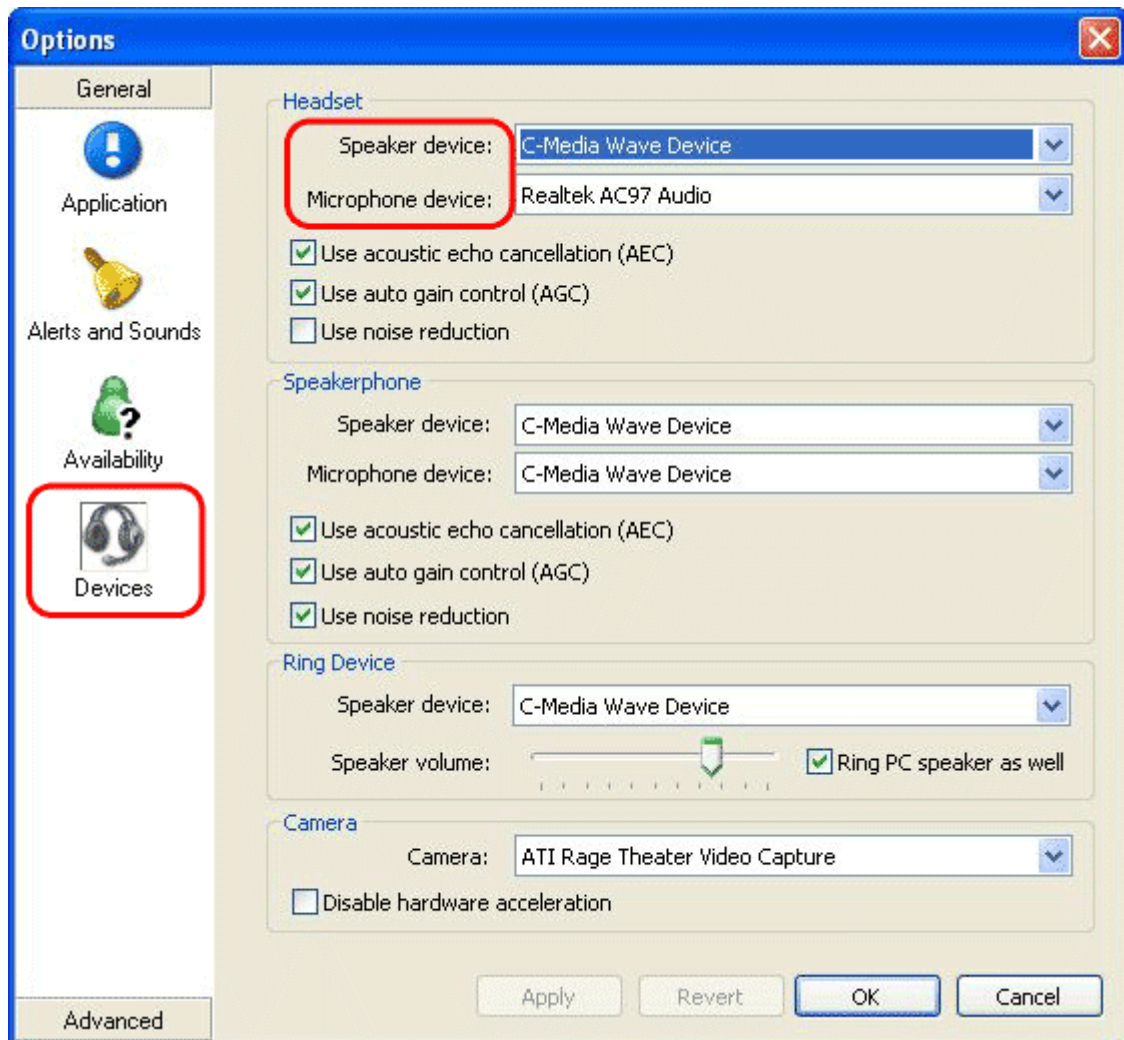 Options
General
Application
Alerts and Sounds
Availability
Devices
Advanced
Headset
Speaker device: C-Media Wave Device
Microphone device: Realtek AC97 Audio
Use acoustic echo cancellation (AEC)
Use auto gain control (AGC)
Use noise reduction
Speakerphone
Speaker device: C-Media Wave Device
Microphone device: C-Media Wave Device
Use acoustic echo cancellation (AEC)
Use auto gain control (AGC)
Use noise reduction
Ring Device
Speaker device: C-Media Wave Device
Speaker volume: Ring PC speaker as well
Camera
Camera: ATI Rage Theater Video Capture
Disable hardware acceleration
Apply Revert OK Cancel